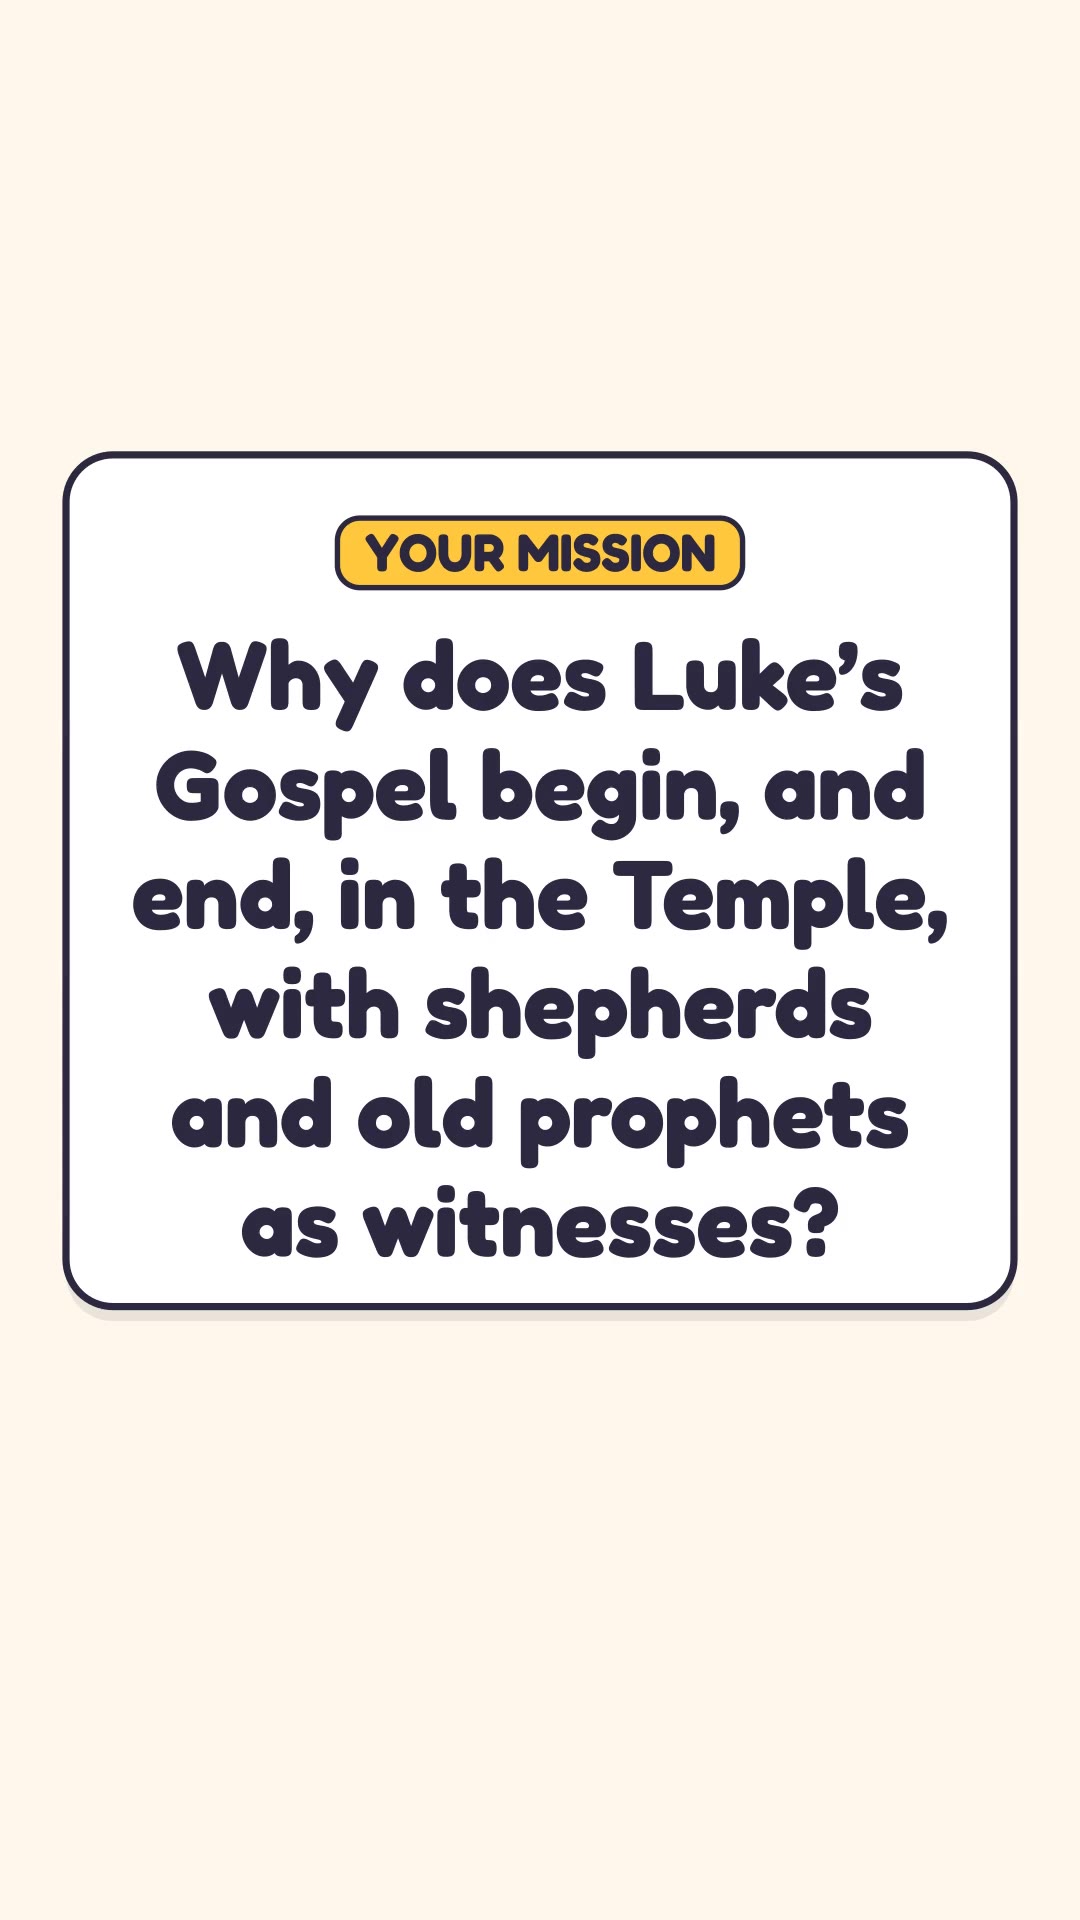 YOUR MISSION
Why does Luke’s
Gospel begin, and
end, in the Temple,
with shepherds
and old prophets
as witnesses?